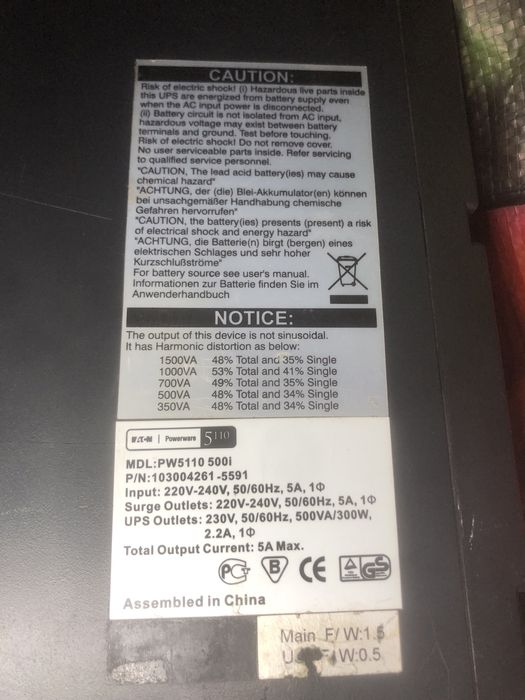 CAUTION:
Risk of electric shock! (i) Hazardous live parts inside
this UPS are energized from battery supply even
when the AC input power is disconnected.
(ii) Battery circuit is not isolated from AC input,
hazardous voltage may exist between battery
terminals and ground. Test before touching.
Risk of electric shock! Do not remove cover.
No user serviceable parts inside. Refer servicing
to qualified service personnel.
"CAUTION, The lead acid battery(ies) may cause
chemical hazard"
"ACHTUNG, der (die) Blei-Akkumulator(en) können
bei unsachgemäßer Handhabung chemische
Gefahren hervorrufen"
"CAUTION, the battery(ies) presents (present) a risk
of electrical shock and energy hazard"
"ACHTUNG, die Batterie(n) birgt (bergen) eines
elektrischen Schlages und sehr hoher
Kurzschlußströme"
For battery source see user's manual.
Informationen zur Batterie finden Sie im
Anwenderhandbuch
NOTICE:
The output of this device is not sinusoidal.
It has Harmonic distortion as below:
1500VA 48% Total and 35% Single
1000VA 53% Total and 41% Single
700VA 49% Total and 35% Single
500VA 48% Total and 34% Single
350VA 48% Total and 34% Single
EATON | Powerware 5110
MDL:PW5110 500i
P/N:103004261-5591
Input: 220V-240V, 50/60Hz, 5A, 1Φ
Surge Outlets: 220V-240V, 50/60Hz, 5A, 1Φ
UPS Outlets: 230V, 50/60Hz, 500VA/300W,
2.2A, 1Φ
Total Output Current: 5A Max.
PCT B CE GS
Assembled in China
Main F/W:1.5
F/W:0.5